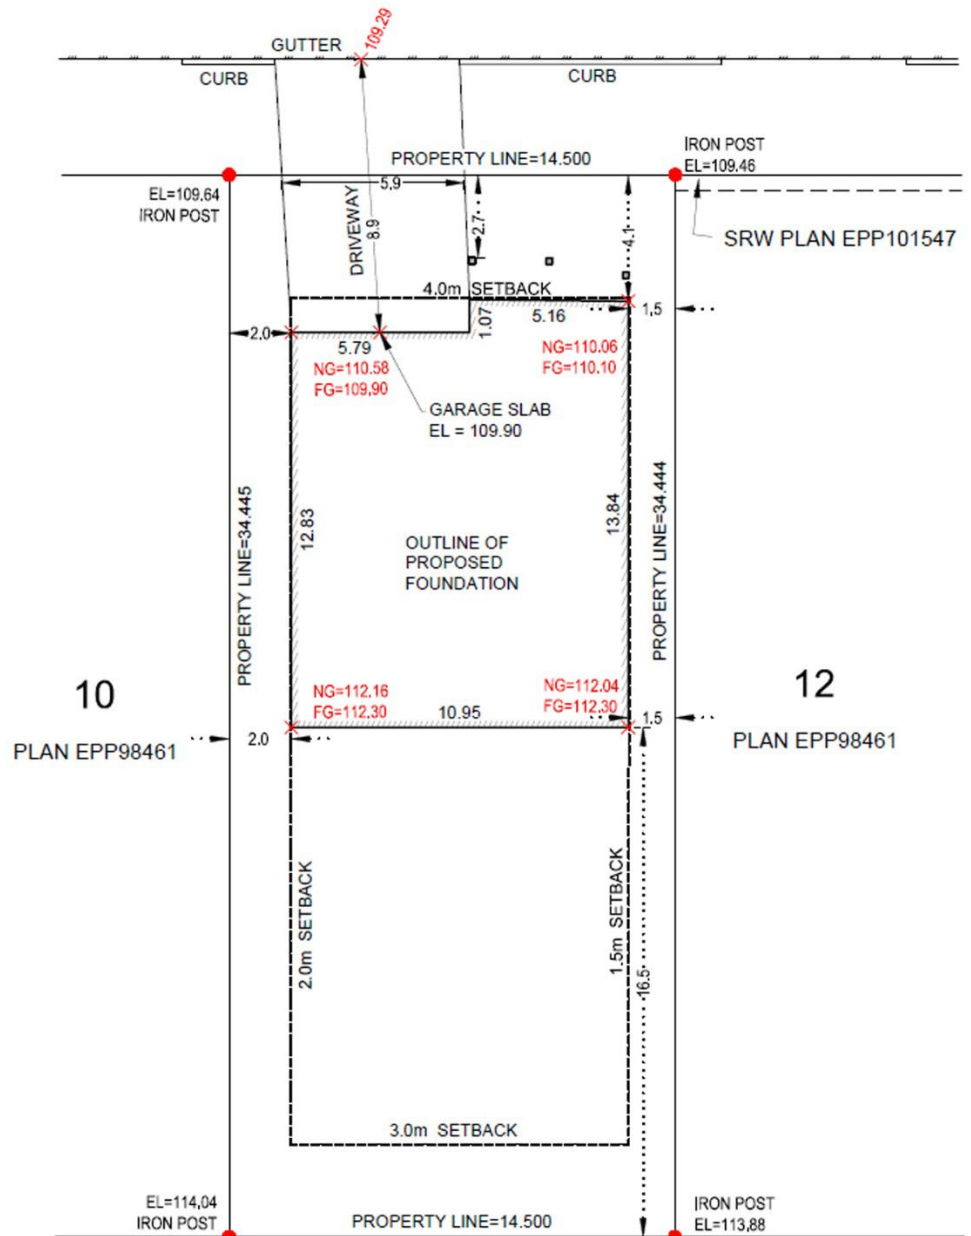 109.29
GUTTER
CURB
CURB
PROPERTY LINE=14.500
IRON POST
EL=109.46
EL=109.64
IRON POST
5.9
DRIVEWAY
8.9
2.7
4.1
SRW PLAN EPP101547
4.0m SETBACK
2.0
5.79
1.07
5.16
1.5
NG=110.58
FG=109.90
NG=110.06
FG=110.10
GARAGE SLAB
EL = 109.90
PROPERTY LINE=34.445
12.83
OUTLINE OF
PROPOSED
FOUNDATION
13.84
PROPERTY LINE=34.444
10
PLAN EPP98461
NG=112.16
FG=112.30
NG=112.04
FG=112.30
10.95
2.0
1.5
12
PLAN EPP98461
2.0m SETBACK
1.5m SETBACK
16.5
3.0m SETBACK
EL=114.04
IRON POST
PROPERTY LINE=14.500
IRON POST
EL=113.88